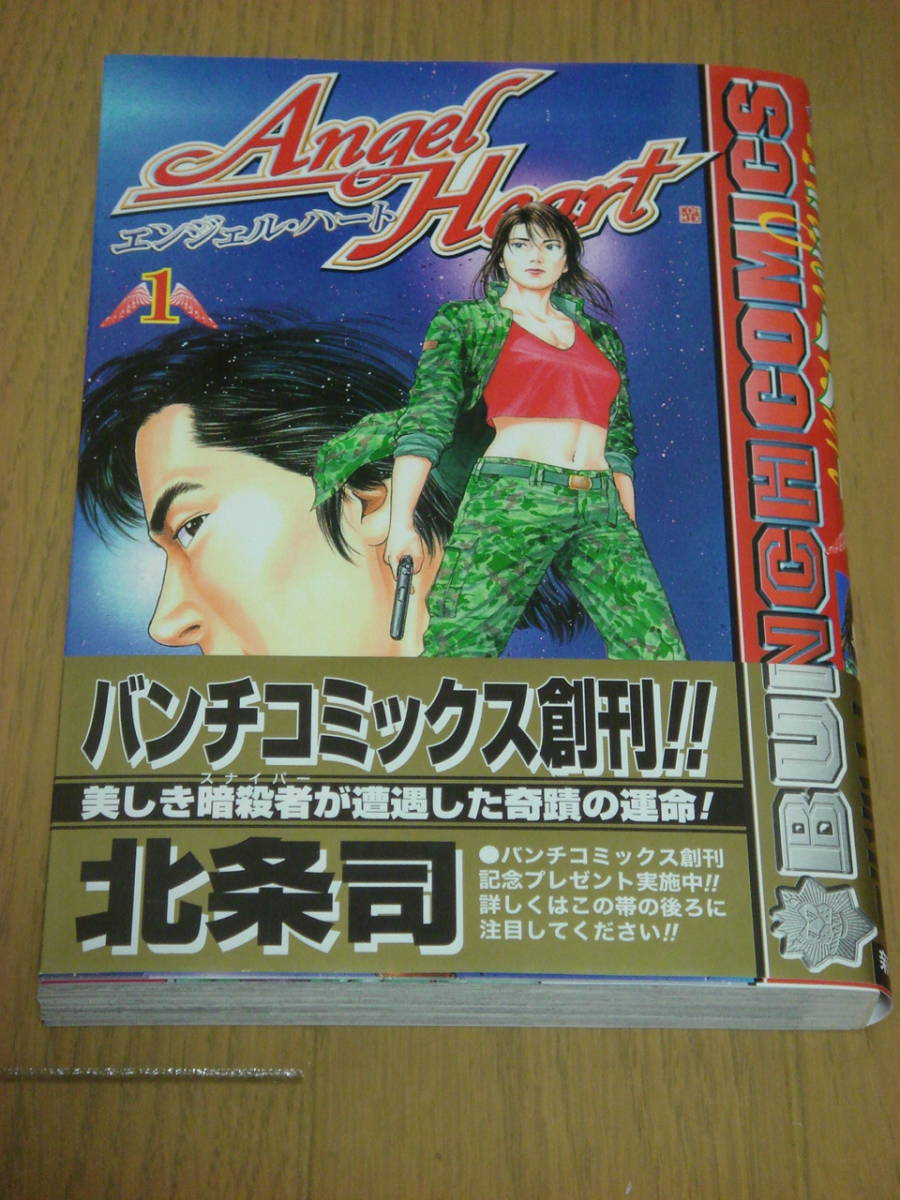 Angel
Heart
エンジェル・ハート
1
BUNCH COMICS
バンチコミックス創刊!!
スナイパー
美しき暗殺者が遭遇した奇蹟の運命!
北条司
●バンチコミックス創刊
記念プレゼント実施中!!
詳しくはこの帯の後ろに
注目してください!!